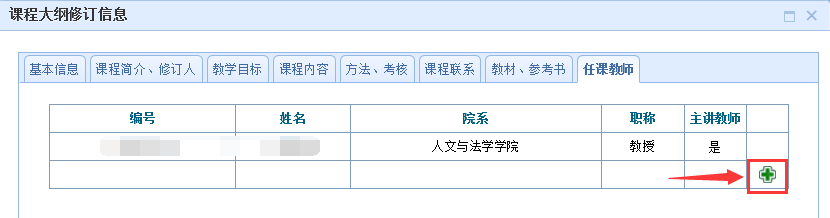 课程大纲修订信息
基本信息 课程简介、修订人 教学目标 课程内容 方法、考核 课程联系 教材、参考书 任课教师
编号 姓名 院系 职称 主讲教师
人文与法学学院 教授 是